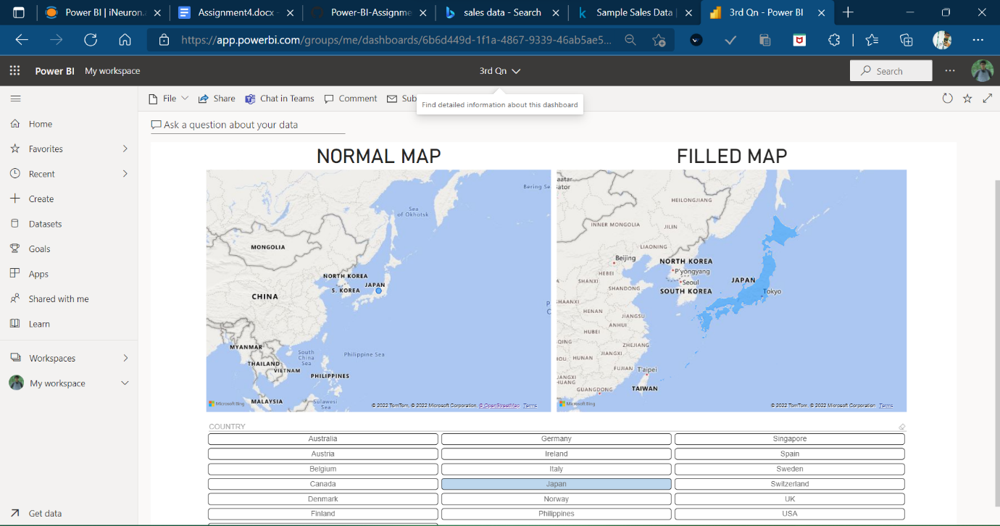 Power BI | iNeuron.
Assignment4.docx
Power-BI-Assignme
sales data - Search
Sample Sales Data |
3rd Qn - Power BI
https://app.powerbi.com/groups/me/dashboards/6b6d449d-1f1a-4867-9339-46ab5ae5...
Power BI My workspace
3rd Qn
Search
File
Share
Chat in Teams
Comment
Sub
Find detailed information about this dashboard
Home
Favorites
Recent
Create
Datasets
Goals
Apps
Shared with me
Learn
Workspaces
My workspace
Get data
Ask a question about your data
NORMAL MAP
Bering Se
Sea
of Okhotsk
MONGOLIA
NORTH KOREA
S. KOREA
JAPAN
CHINA
MYANMAR
THAILAND
VIETNAM
South
China
Sea
Philippine Sea
PHILIPPINES
MALAYSIA
Sulawesi
Sea
Microsoft Bing
© 2022 TomTom, © 2022 Microsoft Corporation, © OpenStreetMap Terms
FILLED MAP
aatar
ator
HEILONGJIANG
INNER MONGOLIA
JILIN
LIAONING
Beijing
NORTH KOREA
P'yongyang
HEBEI
Seoul
SHANXI
JAPAN
SHANDONG
SOUTH KOREA
Tokyo
HAANXI
HENAN
JIANGSU
ANHUI
HUBEI
QING
ZHEJIANG
HOU
HUNAN
JIANGXI
FUJIAN
T'aipei
ANGXI
HUANG
GUANGDONG
TAIWAN
Microsoft Bing
© 2022 TomTom, © 2022 Microsoft Corporation Terms
COUNTRY
Australia Germany Singapore
Austria Ireland Spain
Belgium Italy Sweden
Canada Japan Switzerland
Denmark Norway UK
Finland Philippines USA